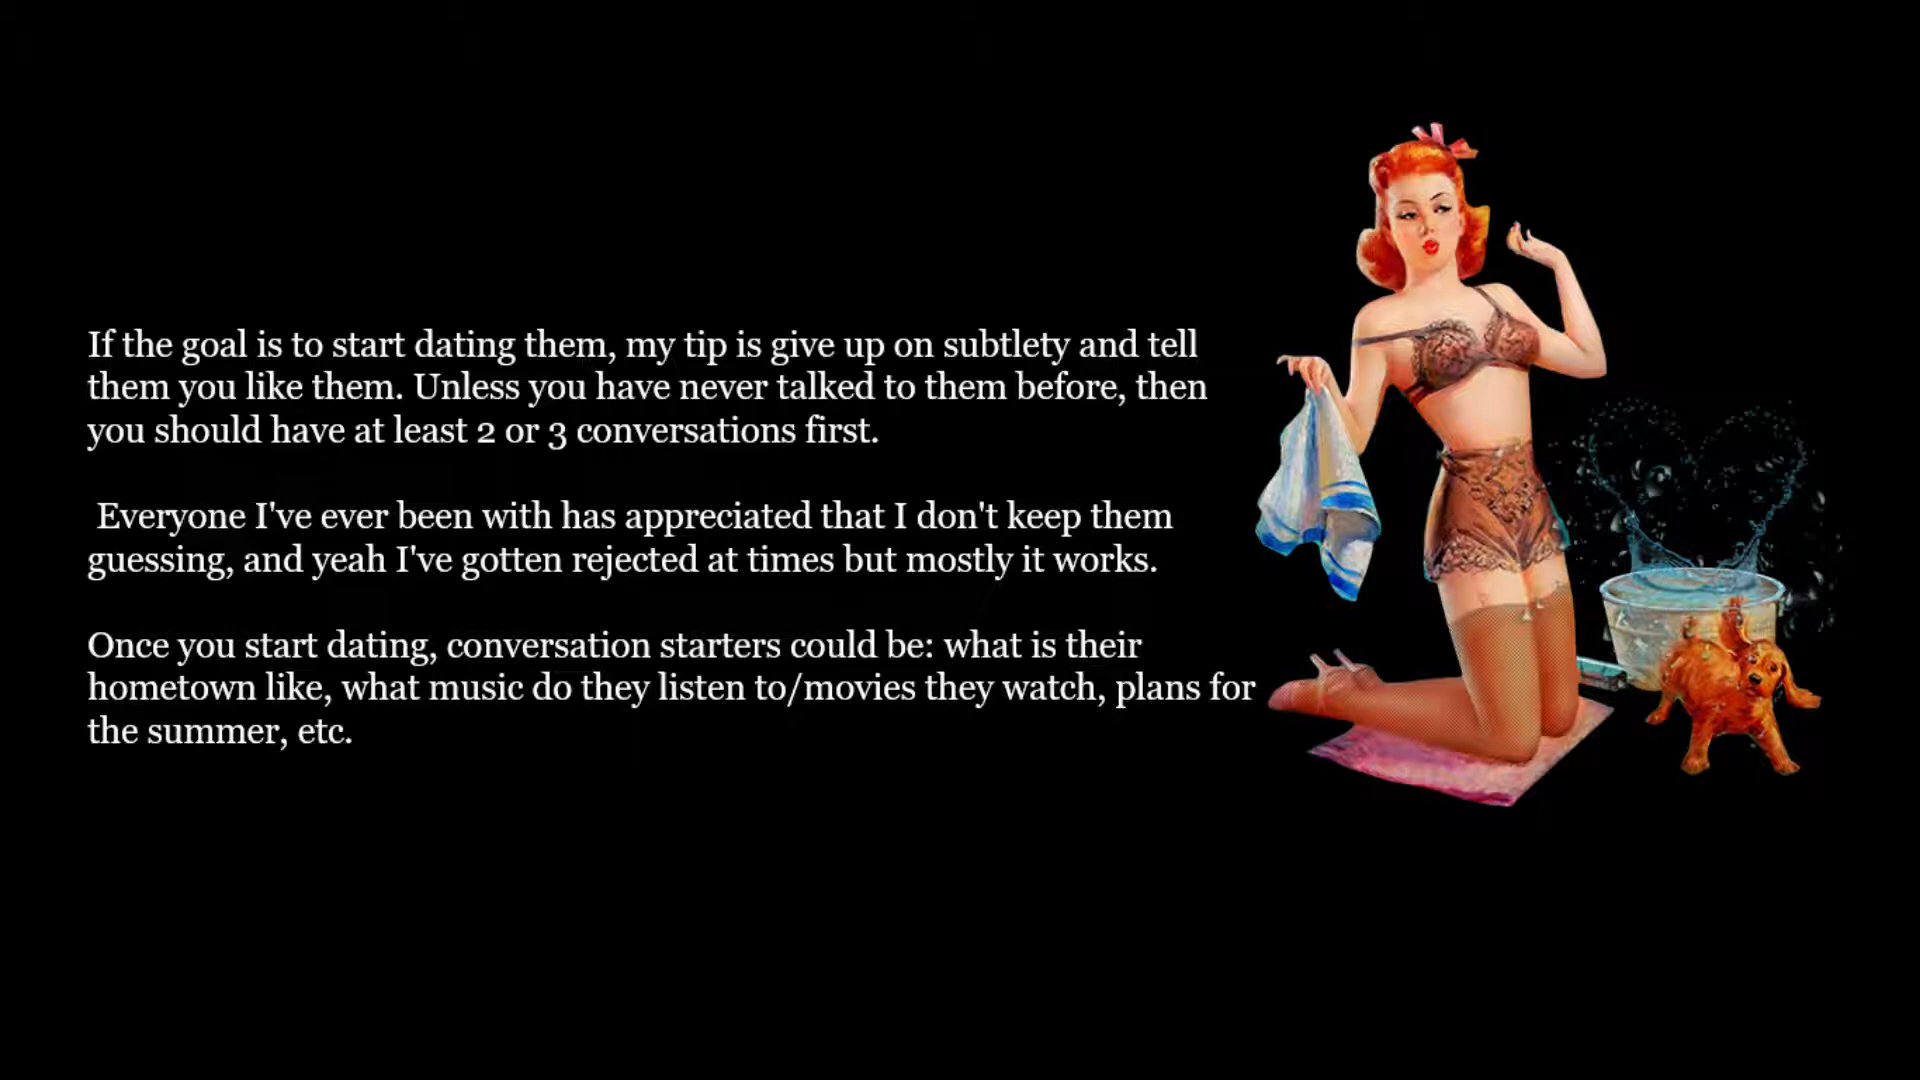 If the goal is to start dating them, my tip is give up on subtlety and tell
them you like them. Unless you have never talked to them before, then
you should have at least 2 or 3 conversations first.
Everyone I've ever been with has appreciated that I don't keep them
guessing, and yeah I've gotten rejected at times but mostly it works.
Once you start dating, conversation starters could be: what is their
hometown like, what music do they listen to/movies they watch, plans for
the summer, etc.